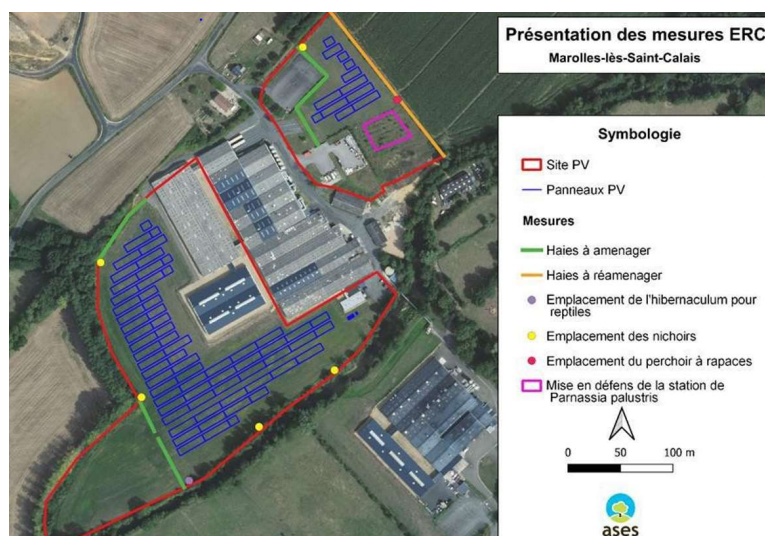 Présentation des mesures ERC
Marolles-lès-Saint-Calais
Symbologie
Site PV
Panneaux PV
Mesures
Haies à amenager
Haies à réamenager
Emplacement de l'hibernaculum pour
reptiles
Emplacement des nichoirs
Emplacement du perchoir à rapaces
Mise en défens de la station de
Parnassia palustris
0 50 100 m
ases